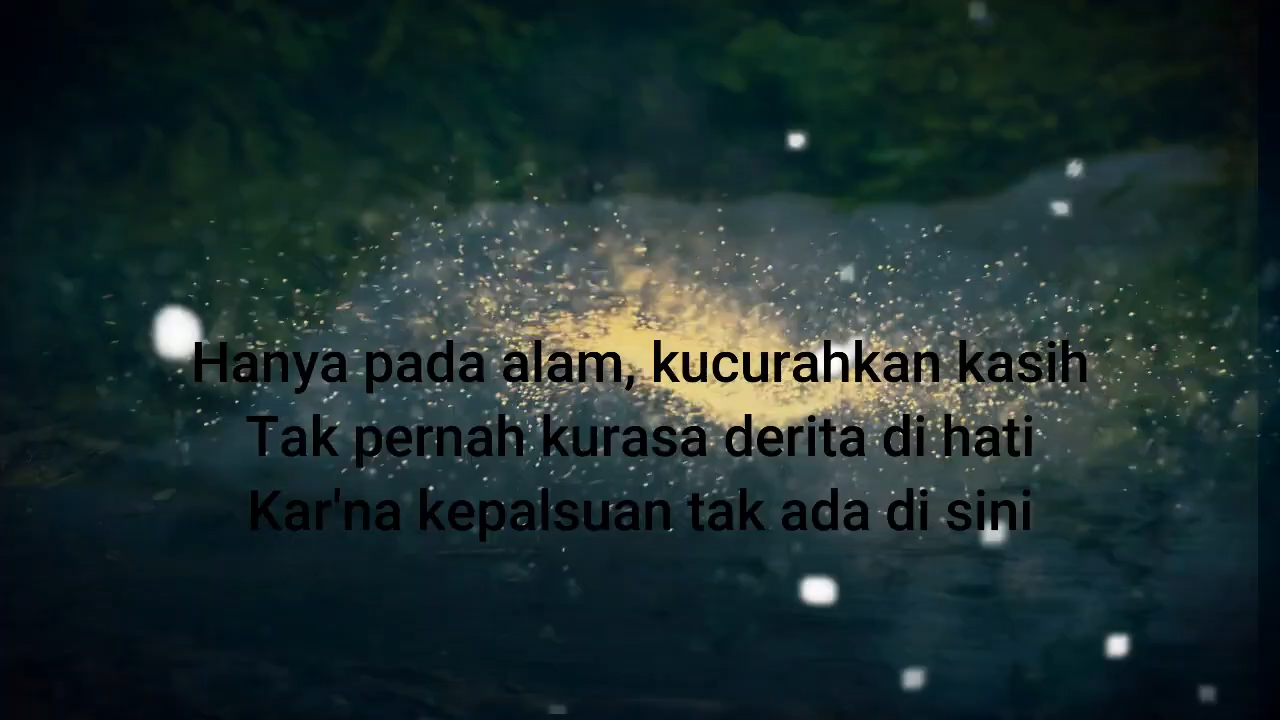 Hanya pada alam, kucurahkan kasih
Tak pernah kurasa derita di hati
Kar'na kepalsuan tak ada di sini